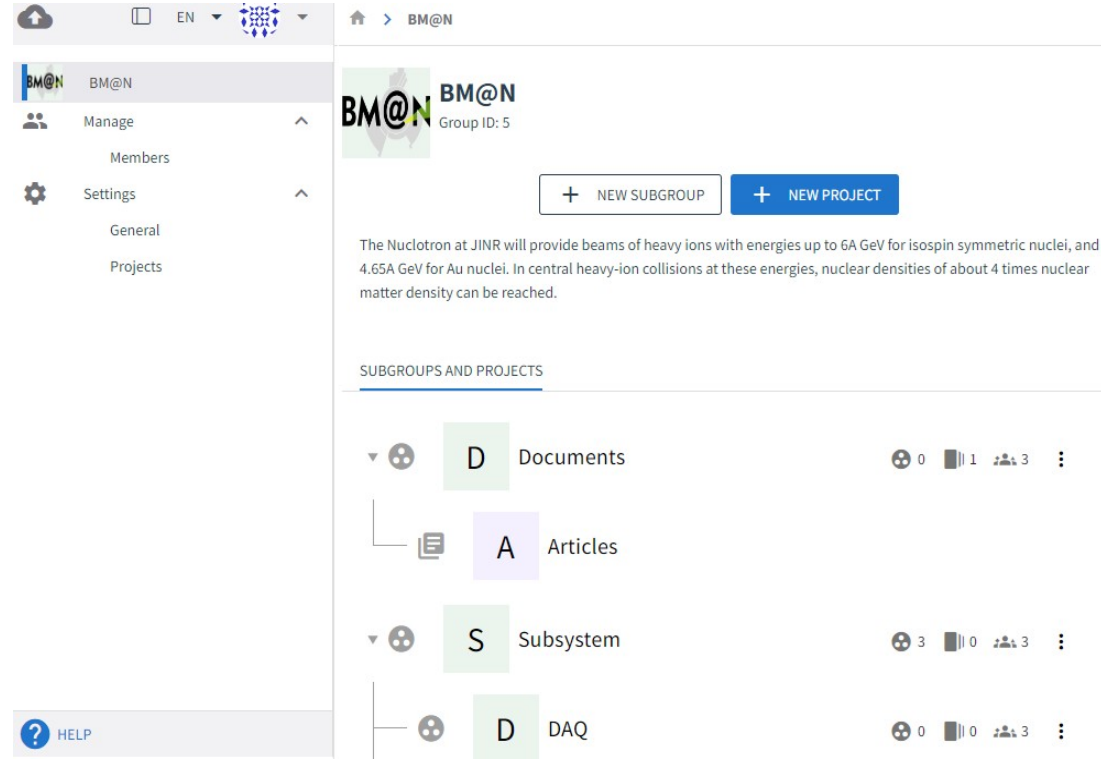 EN
BM@N
BM@N BM@N
Manage
Members
Settings
General
Projects
HELP
BM@N BM@N
Group ID: 5
+ NEW SUBGROUP + NEW PROJECT
The Nuclotron at JINR will provide beams of heavy ions with energies up to 6A GeV for isospin symmetric nuclei, and
4.65A GeV for Au nuclei. In central heavy-ion collisions at these energies, nuclear densities of about 4 times nuclear
matter density can be reached.
SUBGROUPS AND PROJECTS
D Documents 0 1 3
A Articles
S Subsystem 3 0 3
D DAQ 0 0 3